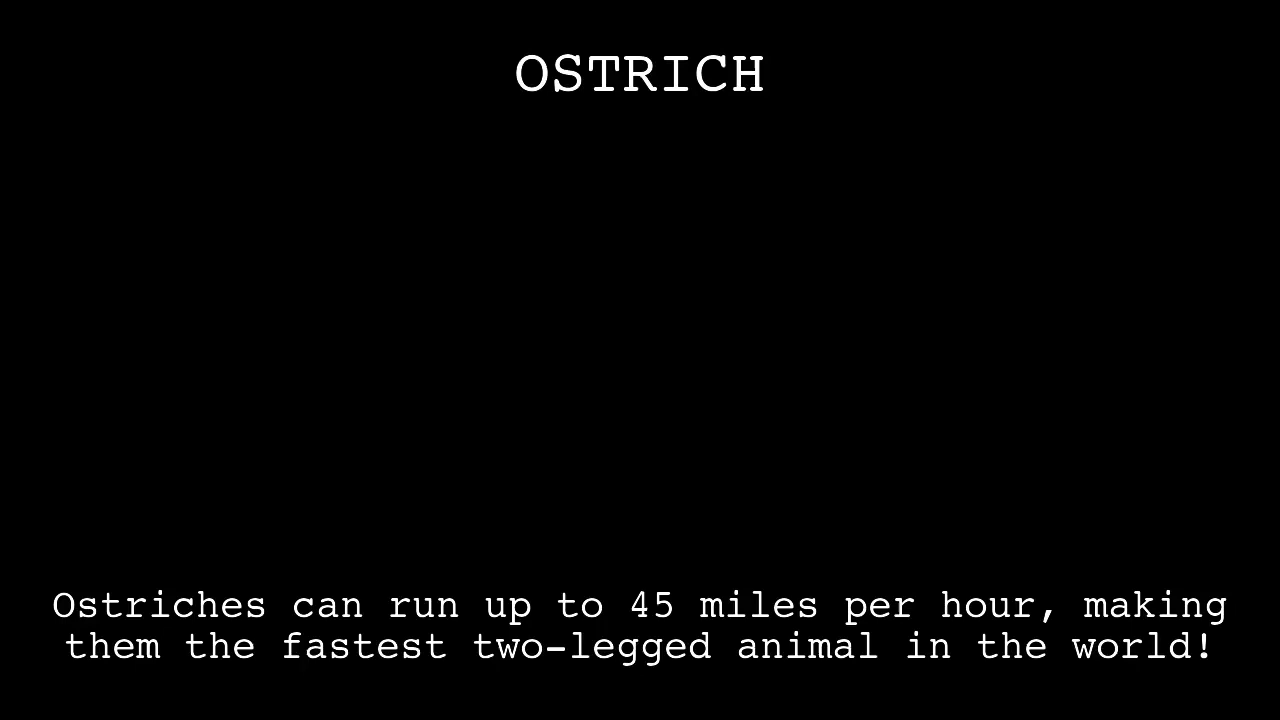 OSTRICH
Ostriches can run up to 45 miles per hour, making
them the fastest two-legged animal in the world!